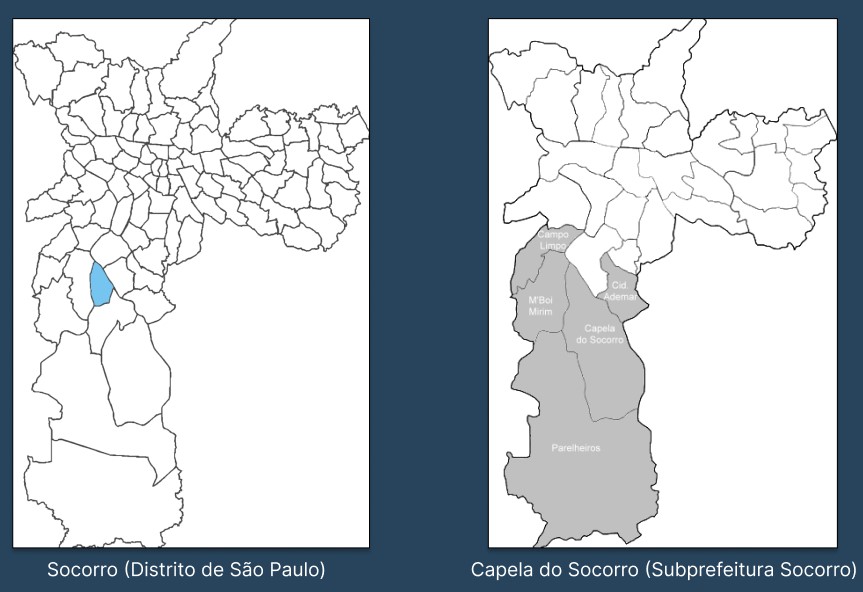 Campo
Limpo
Cid.
Ademar
M'Boi
Mirim
Capela
do Socorro
Parelheiros
Socorro (Distrito de São Paulo)
Capela do Socorro (Subprefeitura Socorro)